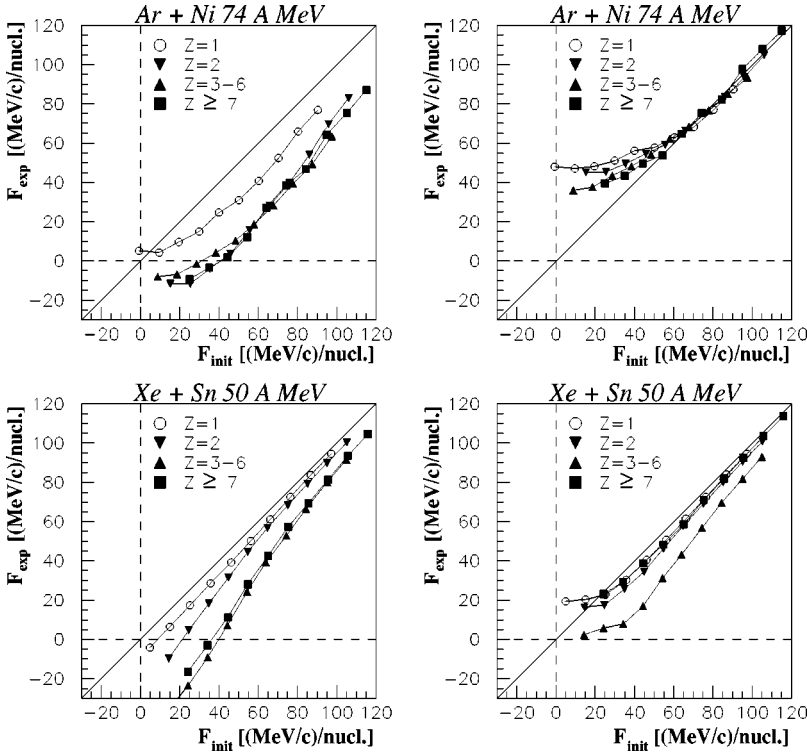 Ar + Ni 74 A MeV
F_exp [(MeV/c)/nucl.]
120
100
80
60
40
20
0
−20
Z=1
Z=2
Z=3−6
Z ≥ 7
−20 0 20 40 60 80 100 120
F_init [(MeV/c)/nucl.]
Ar + Ni 74 A MeV
F_exp [(MeV/c)/nucl.]
120
100
80
60
40
20
0
−20
Z=1
Z=2
Z=3−6
Z ≥ 7
−20 0 20 40 60 80 100 120
F_init [(MeV/c)/nucl.]
Xe + Sn 50 A MeV
F_exp [(MeV/c)/nucl.]
120
100
80
60
40
20
0
−20
Z=1
Z=2
Z=3−6
Z ≥ 7
−20 0 20 40 60 80 100 120
F_init [(MeV/c)/nucl.]
Xe + Sn 50 A MeV
F_exp [(MeV/c)/nucl.]
120
100
80
60
40
20
0
−20
Z=1
Z=2
Z=3−6
Z ≥ 7
−20 0 20 40 60 80 100 120
F_init [(MeV/c)/nucl.]